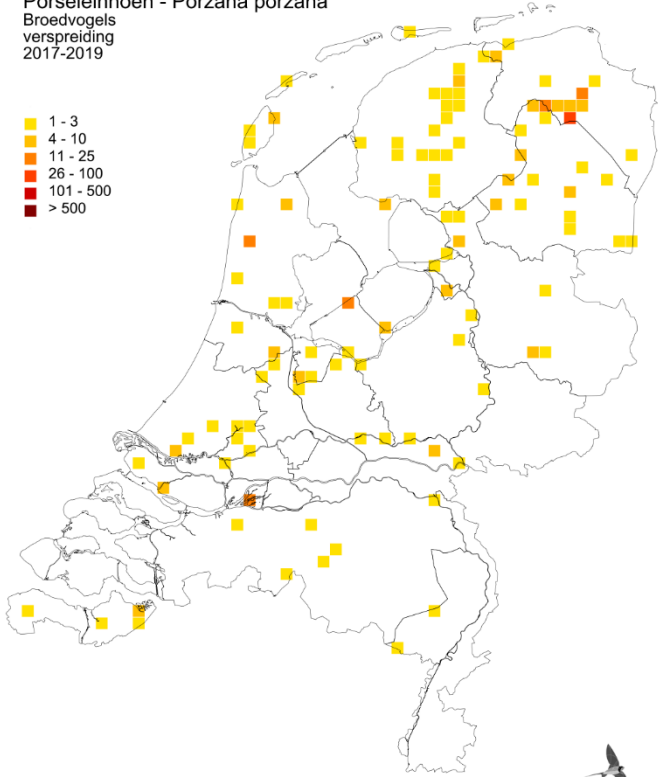 Porseleinhoen - Porzana porzana
Broedvogels
verspreiding
2017-2019
1 - 3
4 - 10
11 - 25
26 - 100
101 - 500
> 500